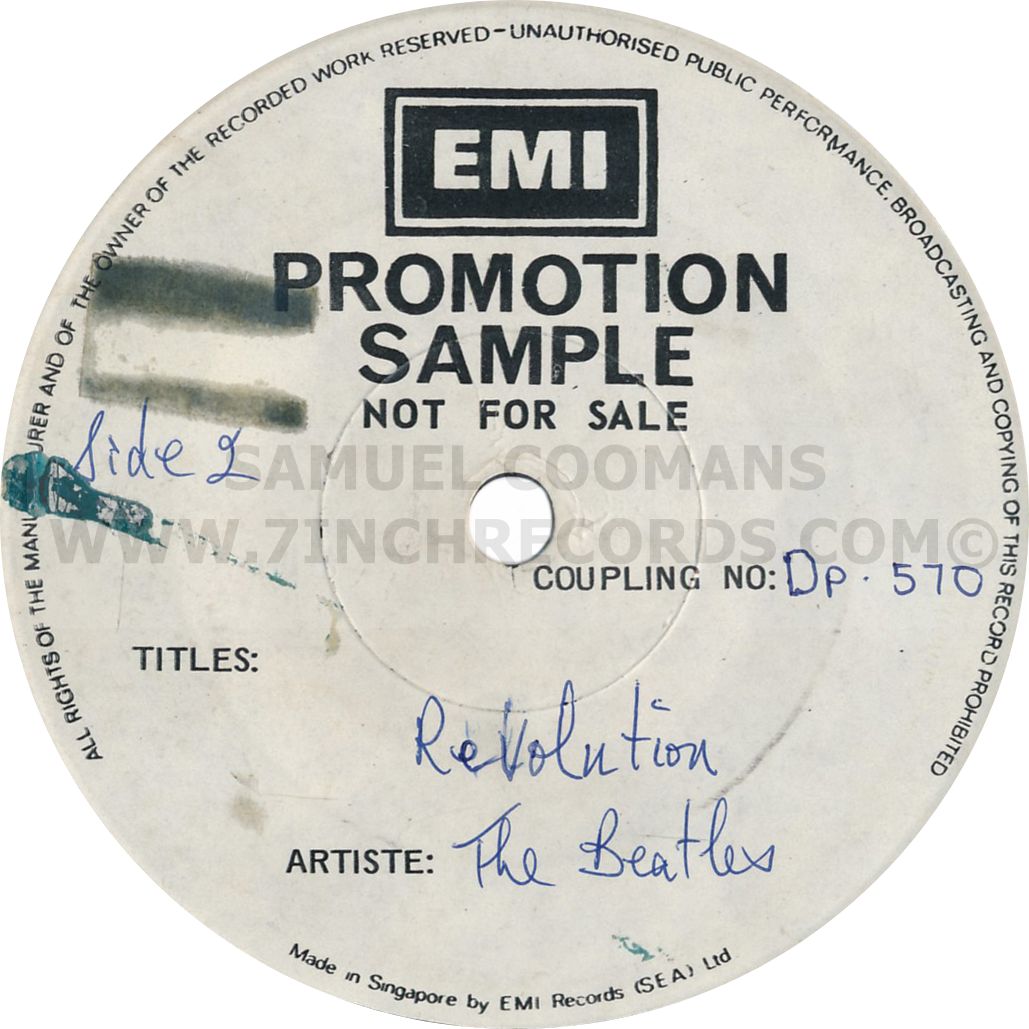 ALL RIGHTS OF THE MANUFACTURER AND OF THE OWNER OF THE RECORDED WORK RESERVED - UNAUTHORISED PUBLIC PERFORMANCE, BROADCASTING AND COPYING OF THIS RECORD PROHIBITED
EMI
PROMOTION
SAMPLE
NOT FOR SALE
Side 2
SAMUEL COOMANS
WWW.7INCHRECORDS.COM©
COUPLING NO: Dp. 570
TITLES:
Revolution
ARTISTE: The Beatles
Made in Singapore by EMI Records (SEA) Ltd